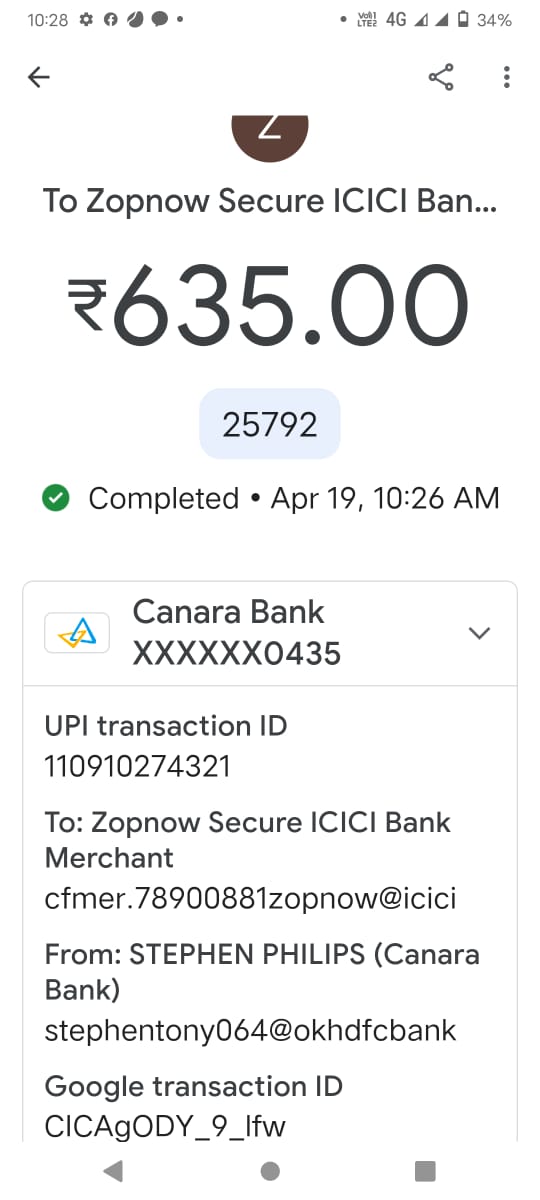 10:28
VoI1 LTE2 4G 34%
Z
To Zopnow Secure ICICI Ban...
₹635.00
25792
Completed • Apr 19, 10:26 AM
Canara Bank
XXXXXX0435
UPI transaction ID
110910274321
To: Zopnow Secure ICICI Bank
Merchant
cfmer.78900881zopnow@icici
From: STEPHEN PHILIPS (Canara
Bank)
stephentony064@okhdfcbank
Google transaction ID
CICAgODY_9_lfw